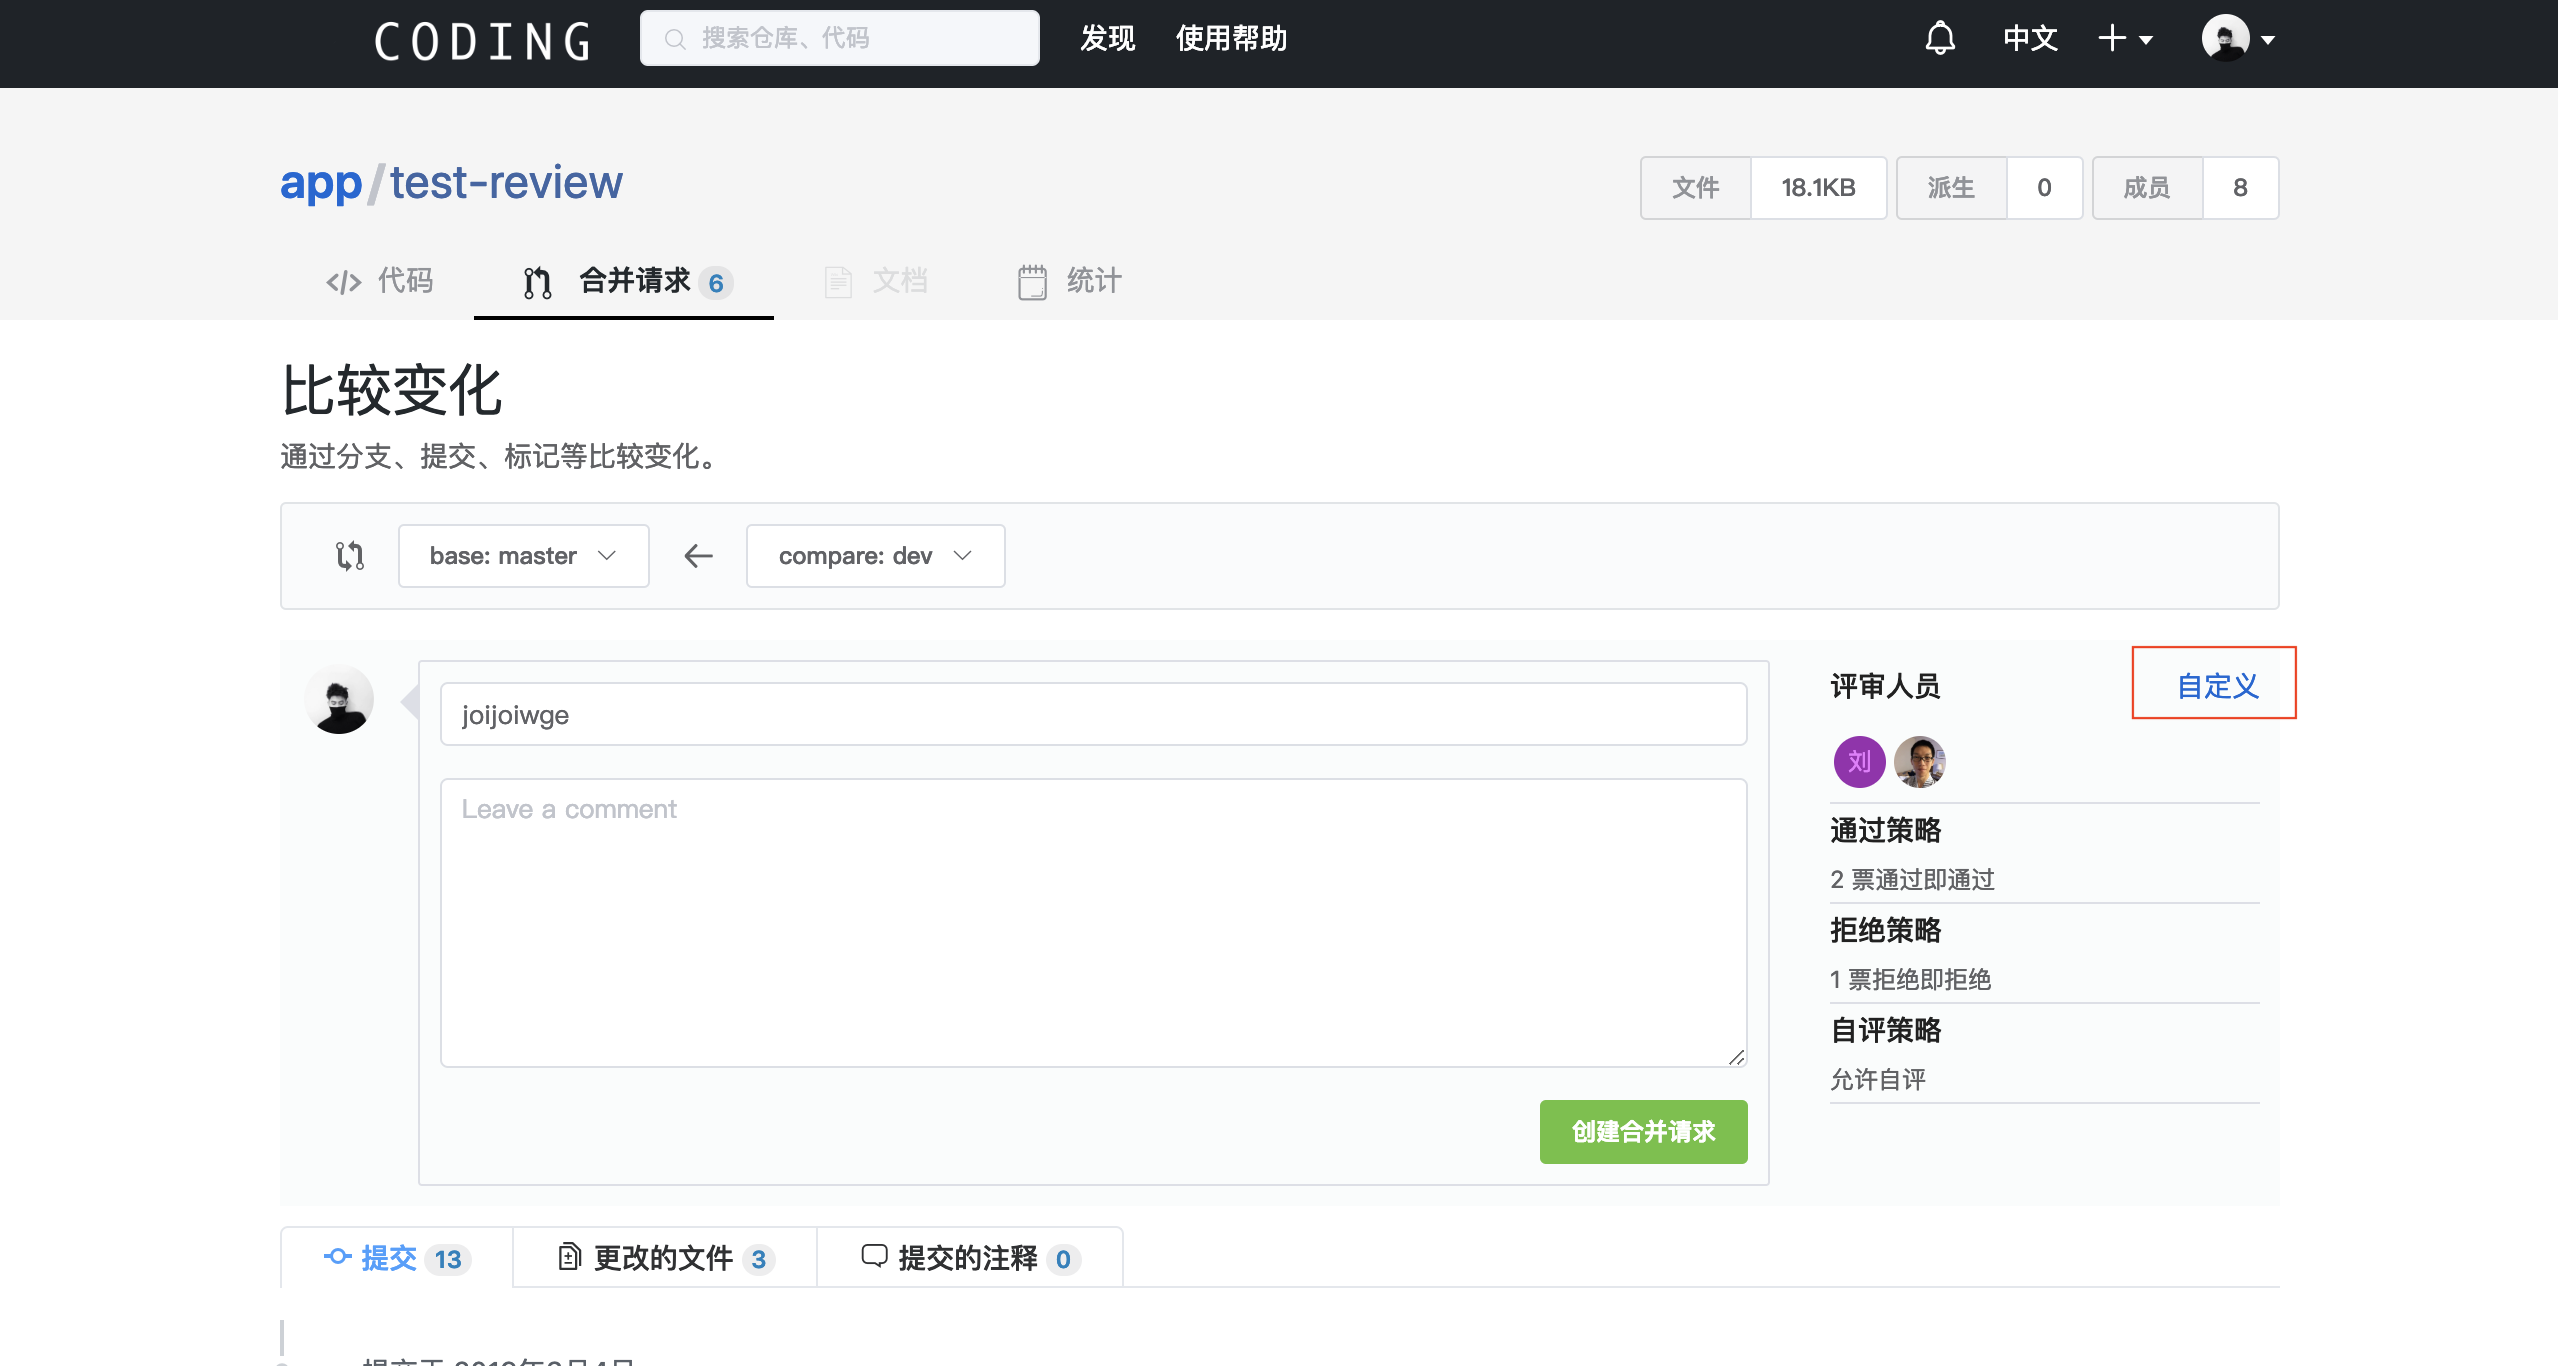 CODING 搜索仓库、代码 发现 使用帮助 中文
app/test-review 文件 18.1KB 派生 0 成员 8
代码 合并请求 6 文档 统计
比较变化
通过分支、提交、标记等比较变化。
base: master compare: dev
评审人员 自定义
joijoiwge
刘
Leave a comment
通过策略
2 票通过即通过
拒绝策略
1 票拒绝即拒绝
自评策略
允许自评
创建合并请求
提交 13 更改的文件 3 提交的注释 0